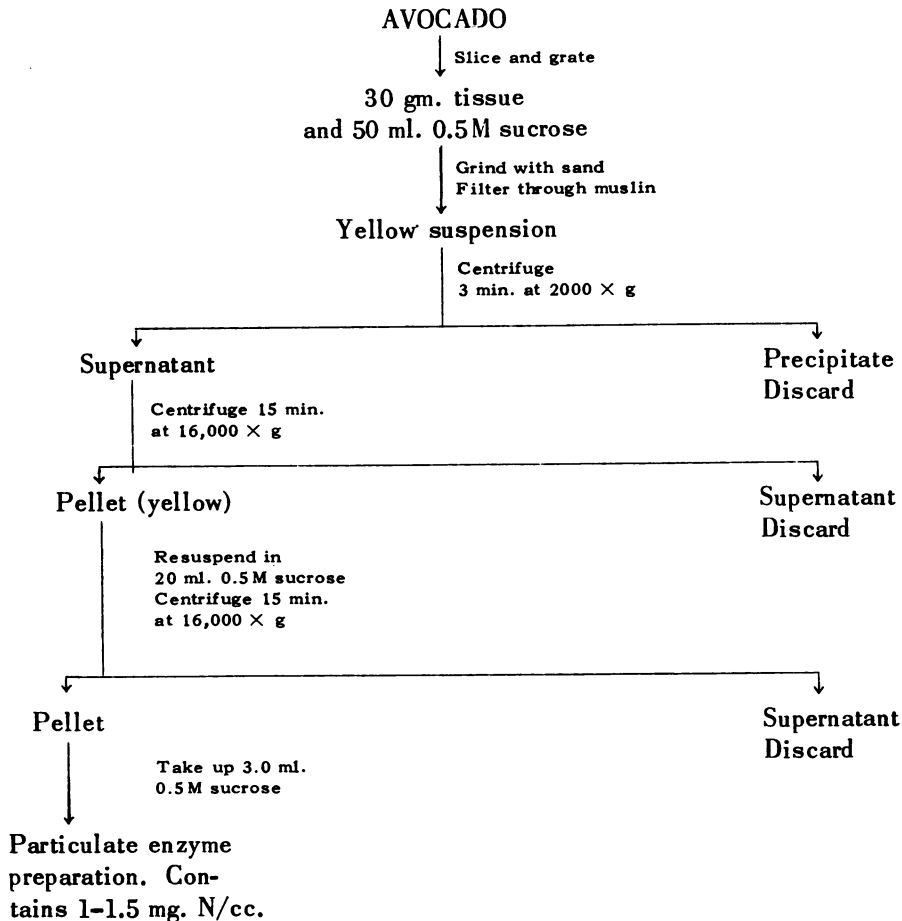 AVOCADO
Slice and grate
30 gm. tissue
and 50 ml. 0.5M sucrose
Grind with sand
Filter through muslin
Yellow suspension
Centrifuge
3 min. at 2000 × g
Supernatant
Precipitate
Discard
Centrifuge 15 min.
at 16,000 × g
Pellet (yellow)
Supernatant
Discard
Resuspend in
20 ml. 0.5M sucrose
Centrifuge 15 min.
at 16,000 × g
Pellet
Supernatant
Discard
Take up 3.0 ml.
0.5M sucrose
Particulate enzyme
preparation. Con-
tains 1-1.5 mg. N/cc.